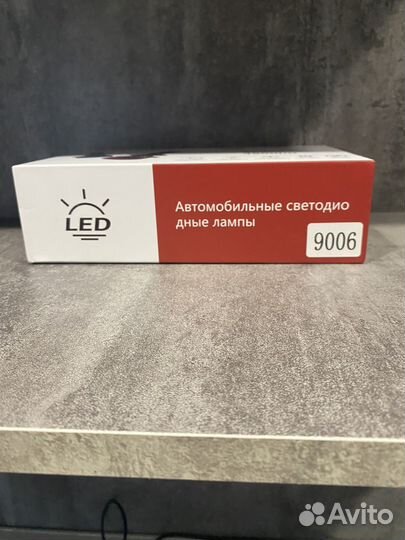 LED
Автомобильные светодио
дные лампы
9006
Avito